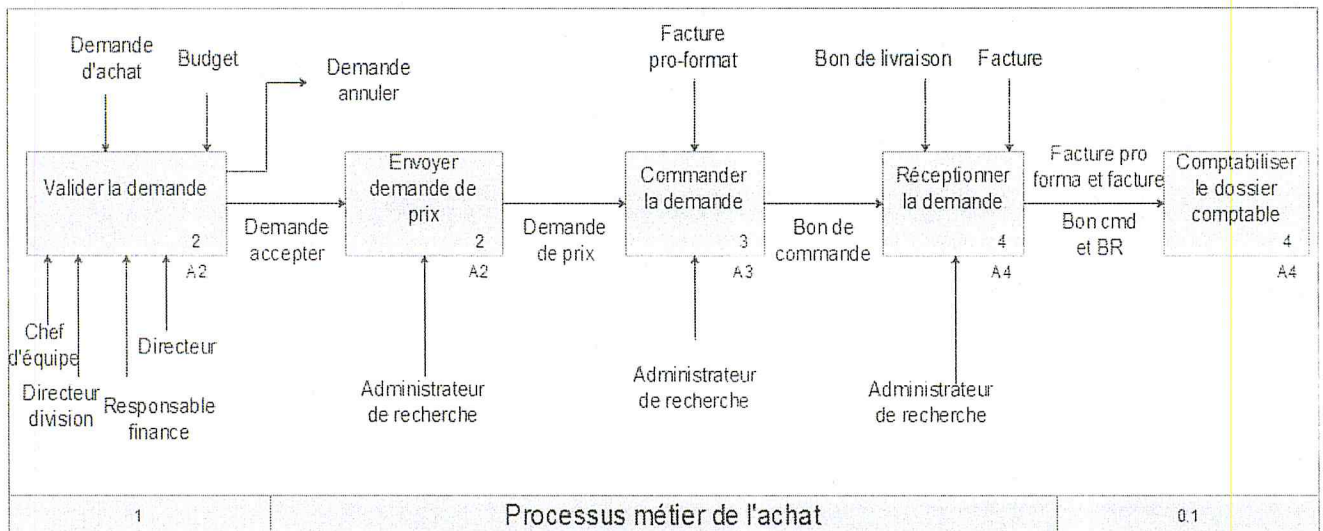 Demande
d'achat
Budget
Demande
annuler
Facture
pro-format
Bon de livraison
Facture
Valider la demande
2
A2
Demande
accepter
Envoyer
demande de
prix
2
A2
Demande
de prix
Commander
la demande
3
A3
Bon de
commande
Réceptionner
la demande
4
A4
Facture pro
forma et facture
Bon cmd
et BR
Comptabiliser
le dossier
comptable
4
A4
Chef
d'équipe
Directeur
division
Responsable
finance
Directeur
Administrateur
de recherche
Administrateur
de recherche
Administrateur
de recherche
1
Processus métier de l'achat
0.1